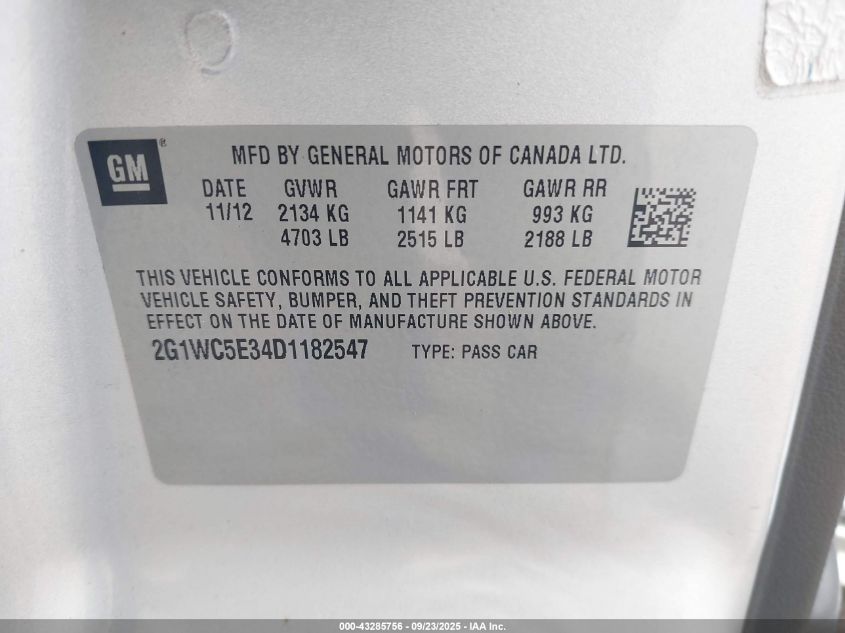 GM ®
MFD BY GENERAL MOTORS OF CANADA LTD.
DATE GVWR GAWR FRT GAWR RR
11/12 2134 KG 1141 KG 993 KG
4703 LB 2515 LB 2188 LB
THIS VEHICLE CONFORMS TO ALL APPLICABLE U.S. FEDERAL MOTOR
VEHICLE SAFETY, BUMPER, AND THEFT PREVENTION STANDARDS IN
EFFECT ON THE DATE OF MANUFACTURE SHOWN ABOVE.
2G1WC5E34D1182547 TYPE: PASS CAR
000-43285756 - 09/23/2025 - IAA Inc.